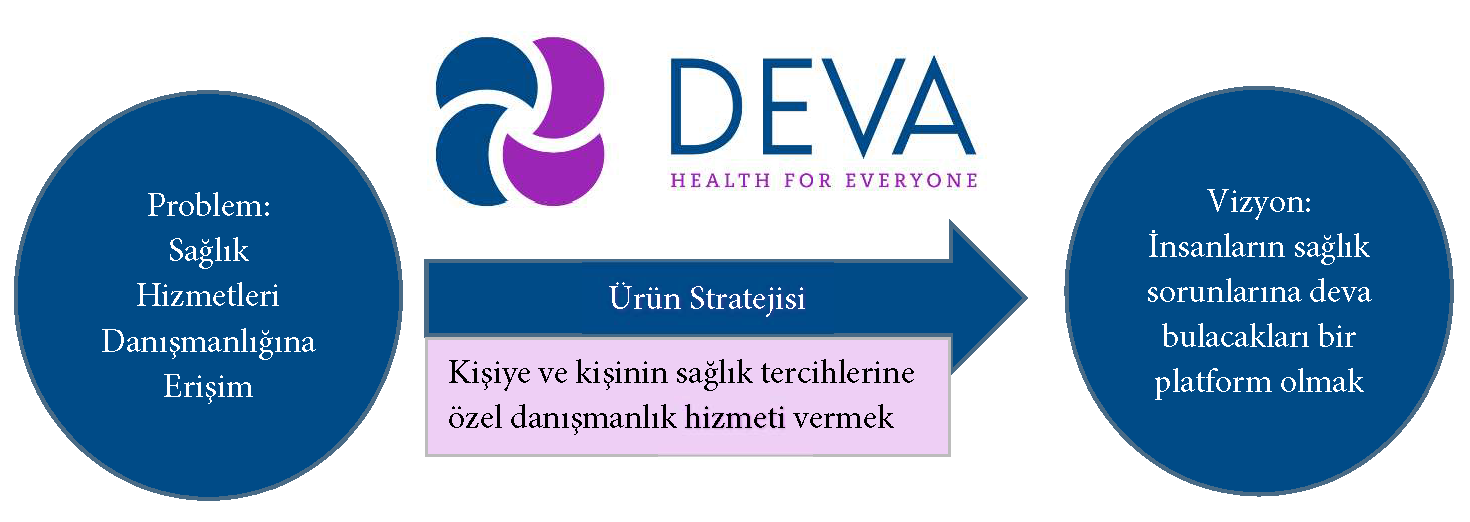 DEVA
HEALTH FOR EVERYONE
Problem:
Sağlık
Hizmetleri
Danışmanlığına
Erişim
Ürün Stratejisi
Kişiye ve kişinin sağlık tercihlerine
özel danışmanlık hizmeti vermek
Vizyon:
İnsanların sağlık
sorunlarına deva
bulacakları bir
platform olmak